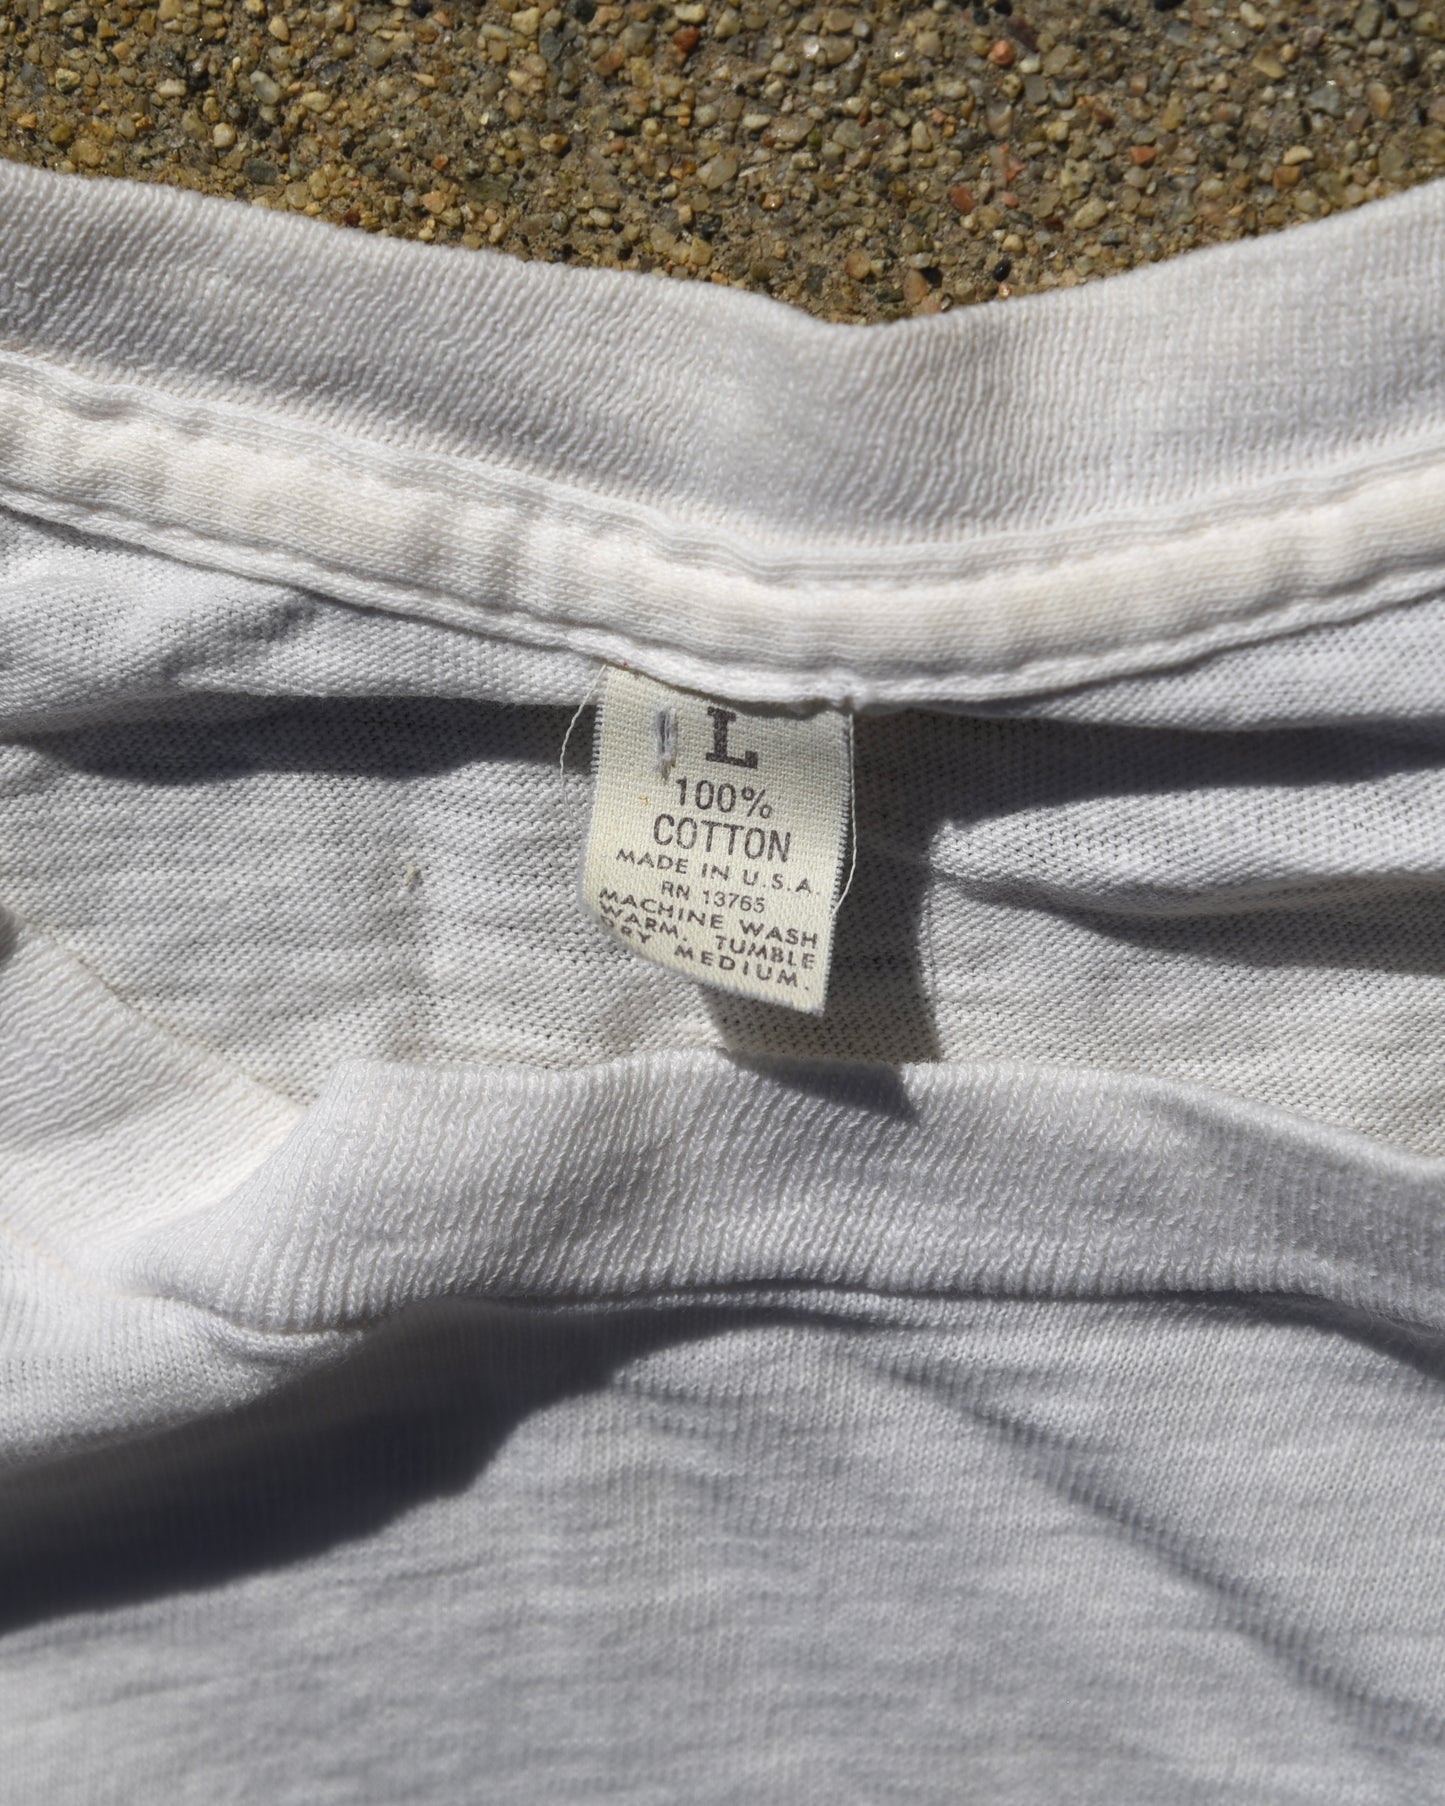 L
100%
COTTON
MADE IN U.S.A.
RN 13765
MACHINE WASH
WARM. TUMBLE
DRY MEDIUM.